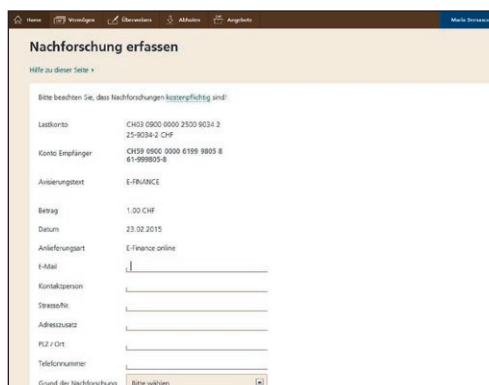 Home Vermögen Überweisen Abholen Angebote Maria
Nachforschung erfassen
Hilfe zu dieser Seite
Bitte beachten Sie, dass Nachforschungen kostenpflichtig sind!
Lastkonto CH03 0900 0000 2500 9034 2
25-9034-2 CHF
Konto Empfänger CH59 0900 0000 6199 9805 8
61-999805-8
Avisierungstext E-FINANCE
Betrag 1.00 CHF
Datum 23.02.2015
Anlieferungsart E-Finance online
E-Mail
Kontaktperson
Strasse/Nr.
Adresszusatz
PLZ / Ort
Telefonnummer
Grund der Nachforschung Bitte wählen